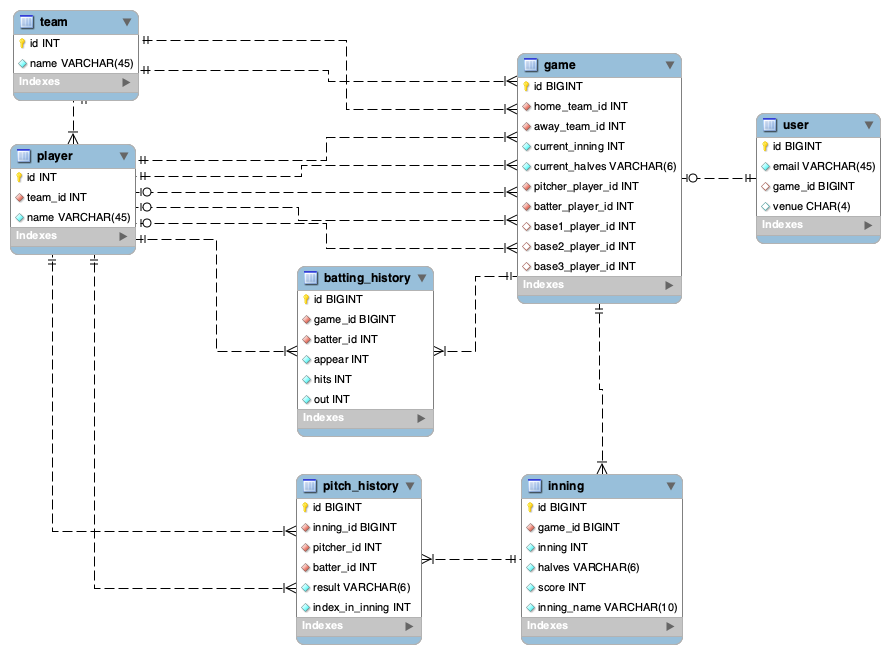 team
id INT
name VARCHAR(45)
Indexes
player
id INT
team_id INT
name VARCHAR(45)
Indexes
game
id BIGINT
home_team_id INT
away_team_id INT
current_inning INT
current_halves VARCHAR(6)
pitcher_player_id INT
batter_player_id INT
base1_player_id INT
base2_player_id INT
base3_player_id INT
Indexes
user
id BIGINT
email VARCHAR(45)
game_id BIGINT
venue CHAR(4)
Indexes
batting_history
id BIGINT
game_id BIGINT
batter_id INT
appear INT
hits INT
out INT
Indexes
pitch_history
id BIGINT
inning_id BIGINT
pitcher_id INT
batter_id INT
result VARCHAR(6)
index_in_inning INT
Indexes
inning
id BIGINT
game_id BIGINT
inning INT
halves VARCHAR(6)
score INT
inning_name VARCHAR(10)
Indexes